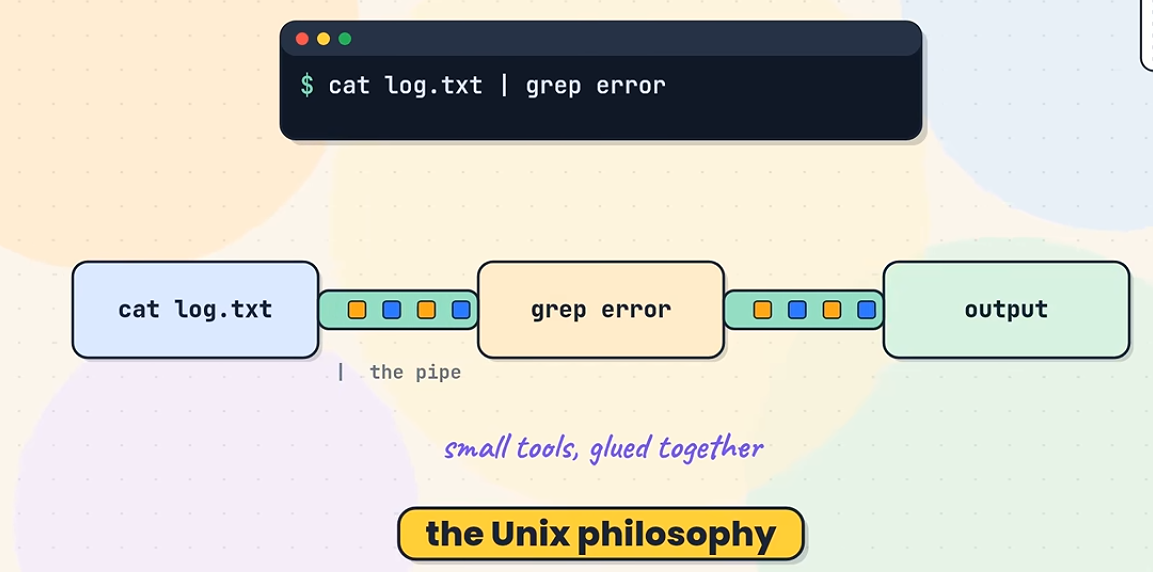 $ cat log.txt | grep error
cat log.txt
grep error
output
| the pipe
small tools, glued together
the Unix philosophy